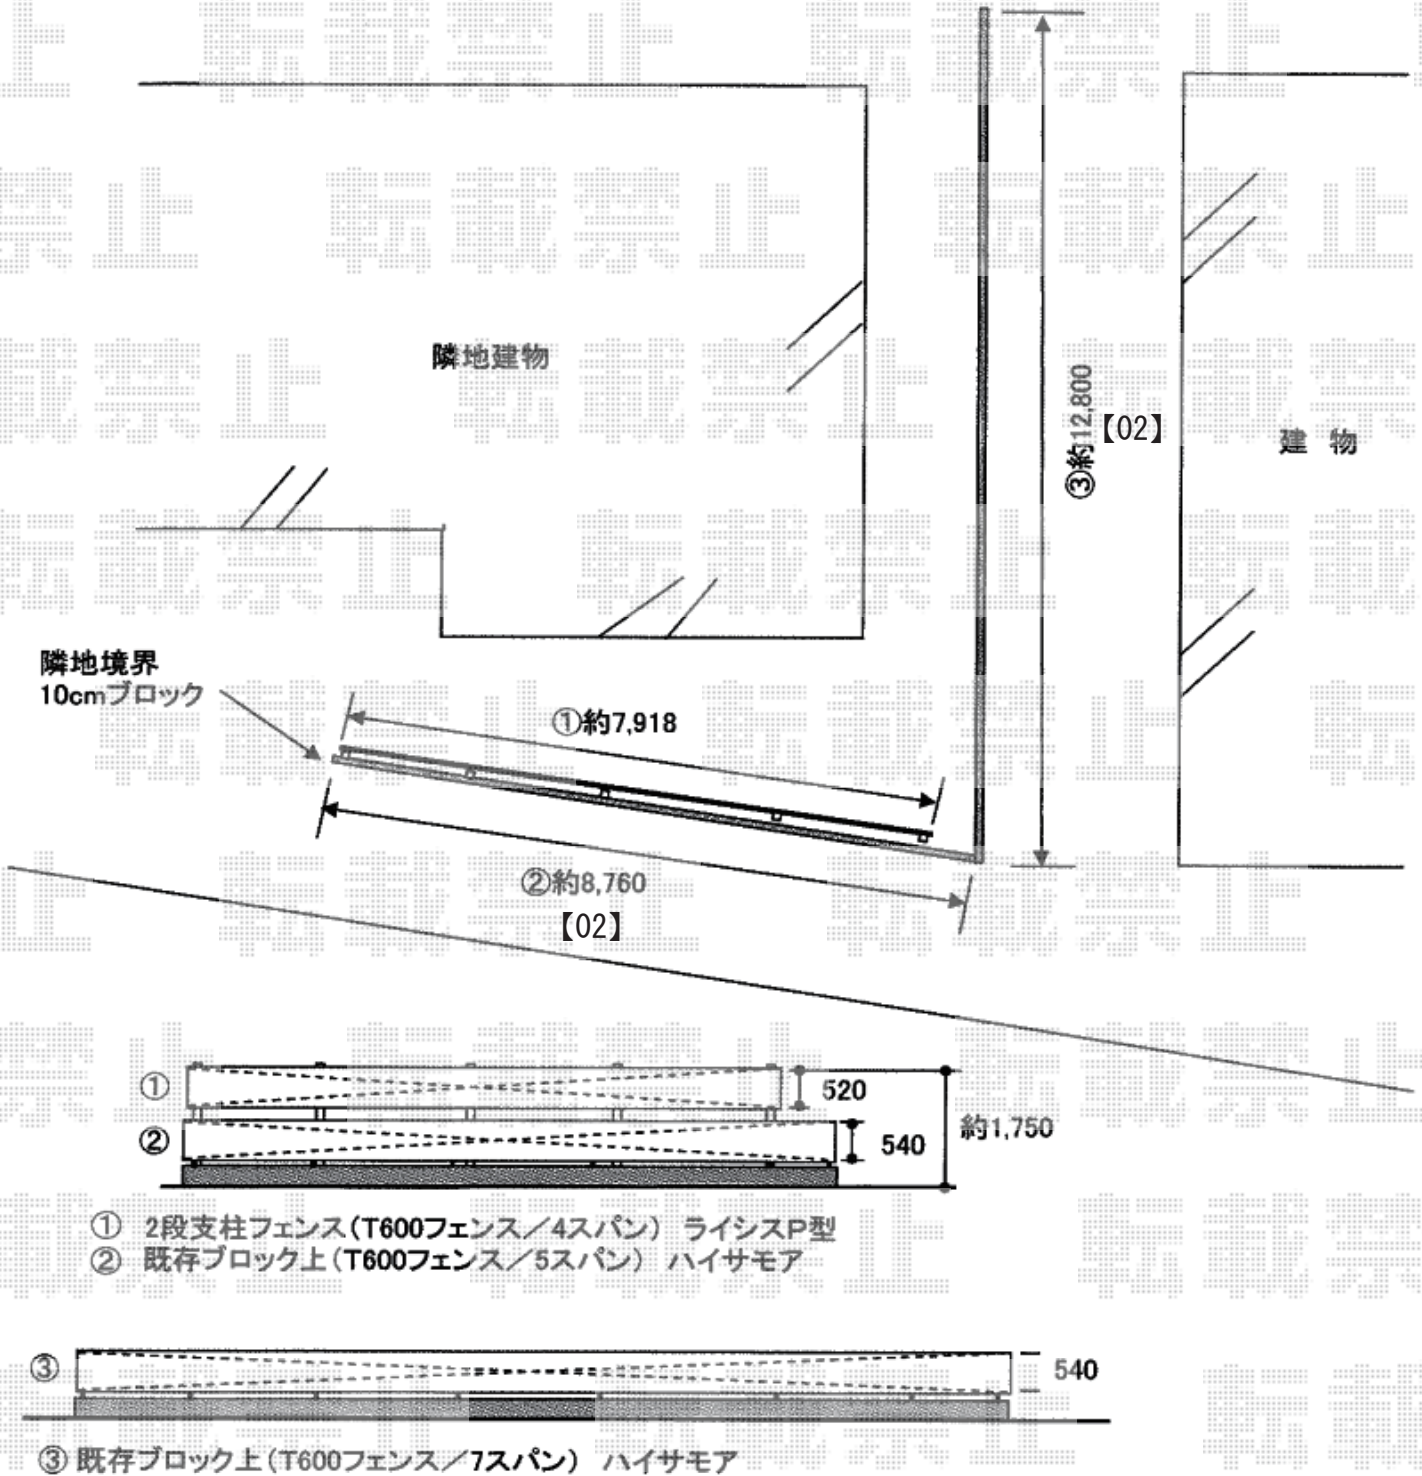 隣地建物
③約12,800
【02】
建 物
隣地境界
10cmブロック
①約7,918
②約8,760
【02】
①
520
②
540
約1,750
① 2段支柱フェンス(T600フェンス／4スパン) ライシスP型
② 既存ブロック上(T600フェンス／5スパン) ハイサモア
③
540
③ 既存ブロック上(T600フェンス／7スパン) ハイサモア
転載禁止